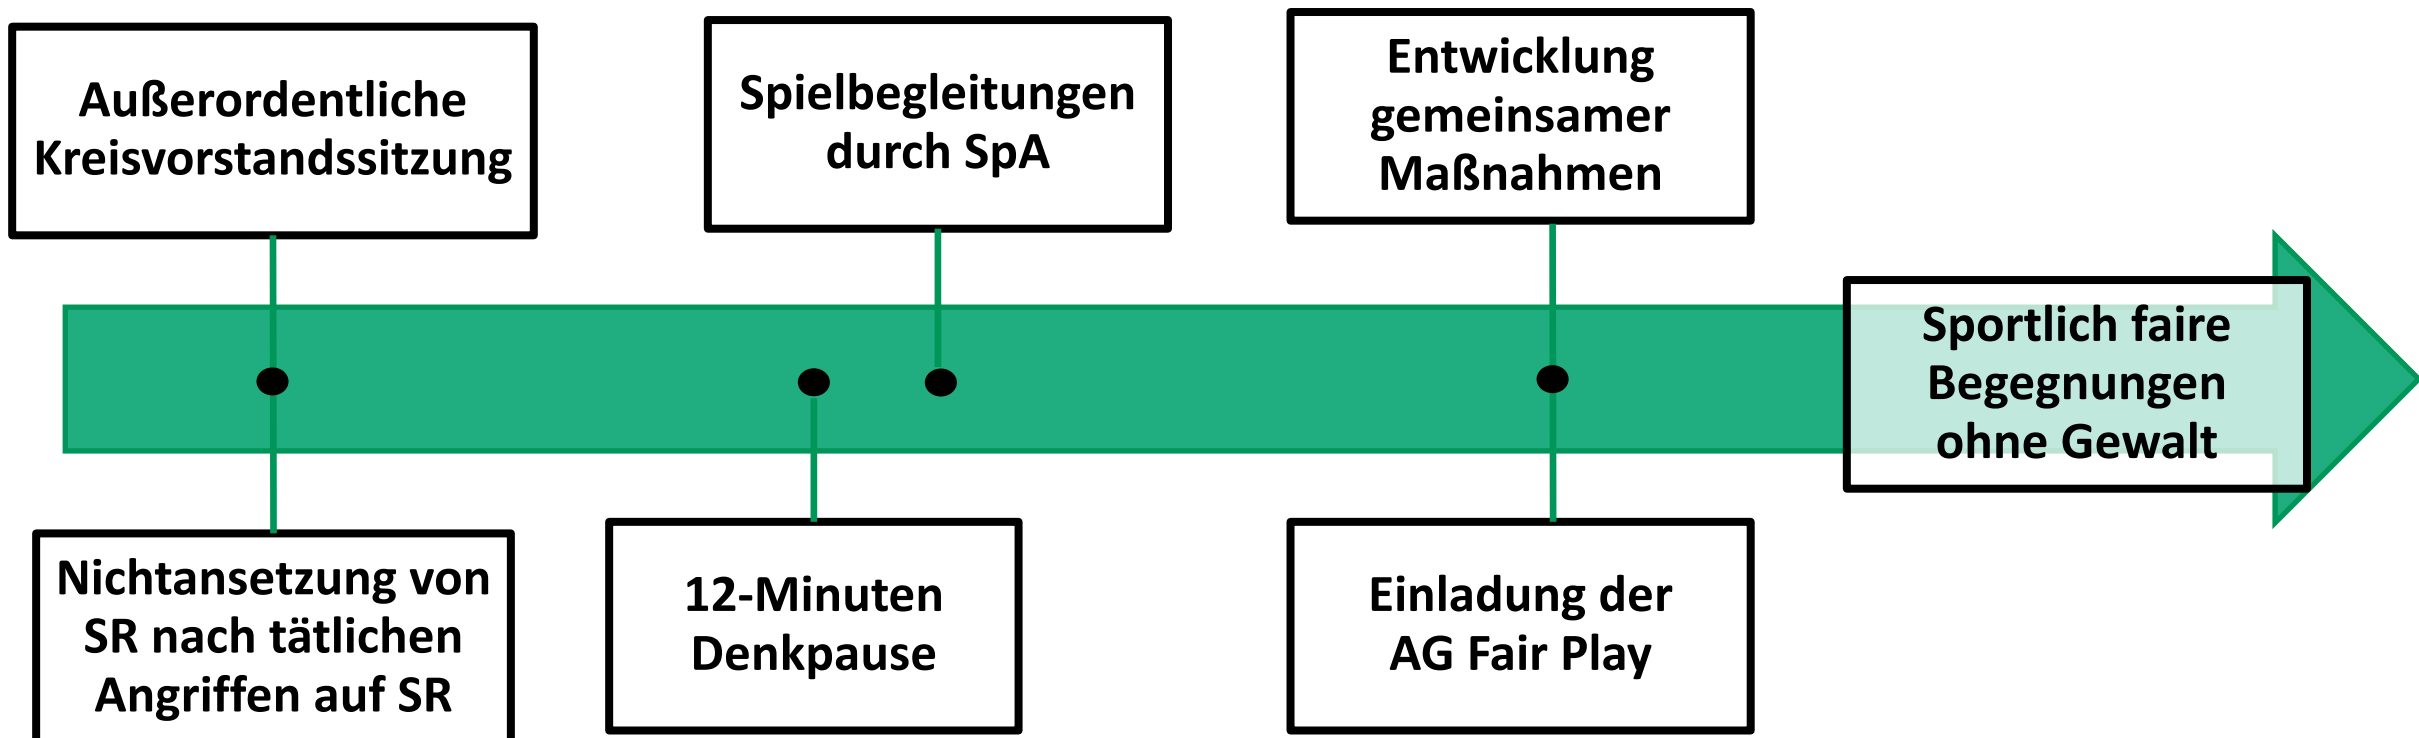 Außerordentliche
Kreisvorstandssitzung
Spielbegleitungen
durch SpA
Entwicklung
gemeinsamer
Maßnahmen
Sportlich faire
Begegnungen
ohne Gewalt
Nichtansetzung von
SR nach tätlichen
Angriffen auf SR
12-Minuten
Denkpause
Einladung der
AG Fair Play